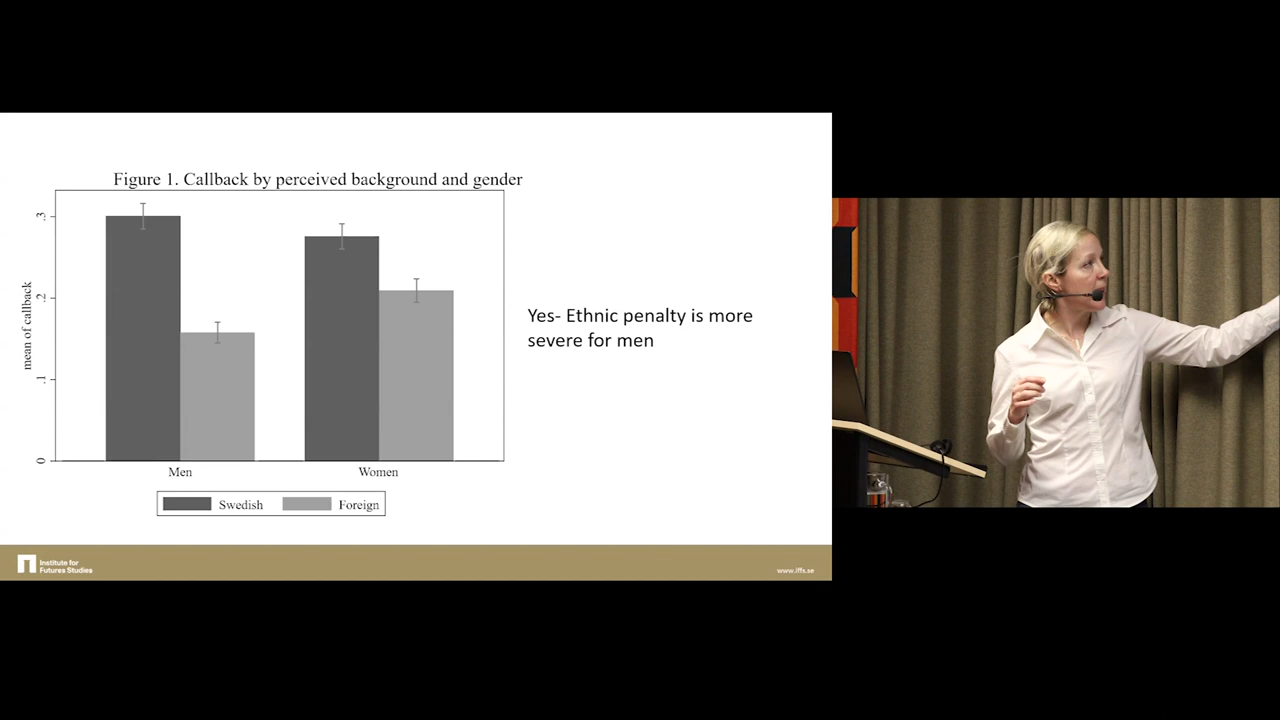 Figure 1. Callback by perceived background and gender
mean of callback
.3
.2
.1
0
Men
Women
Swedish
Foreign
Yes- Ethnic penalty is more
severe for men
Institute for
Futures Studies
www.iffs.se